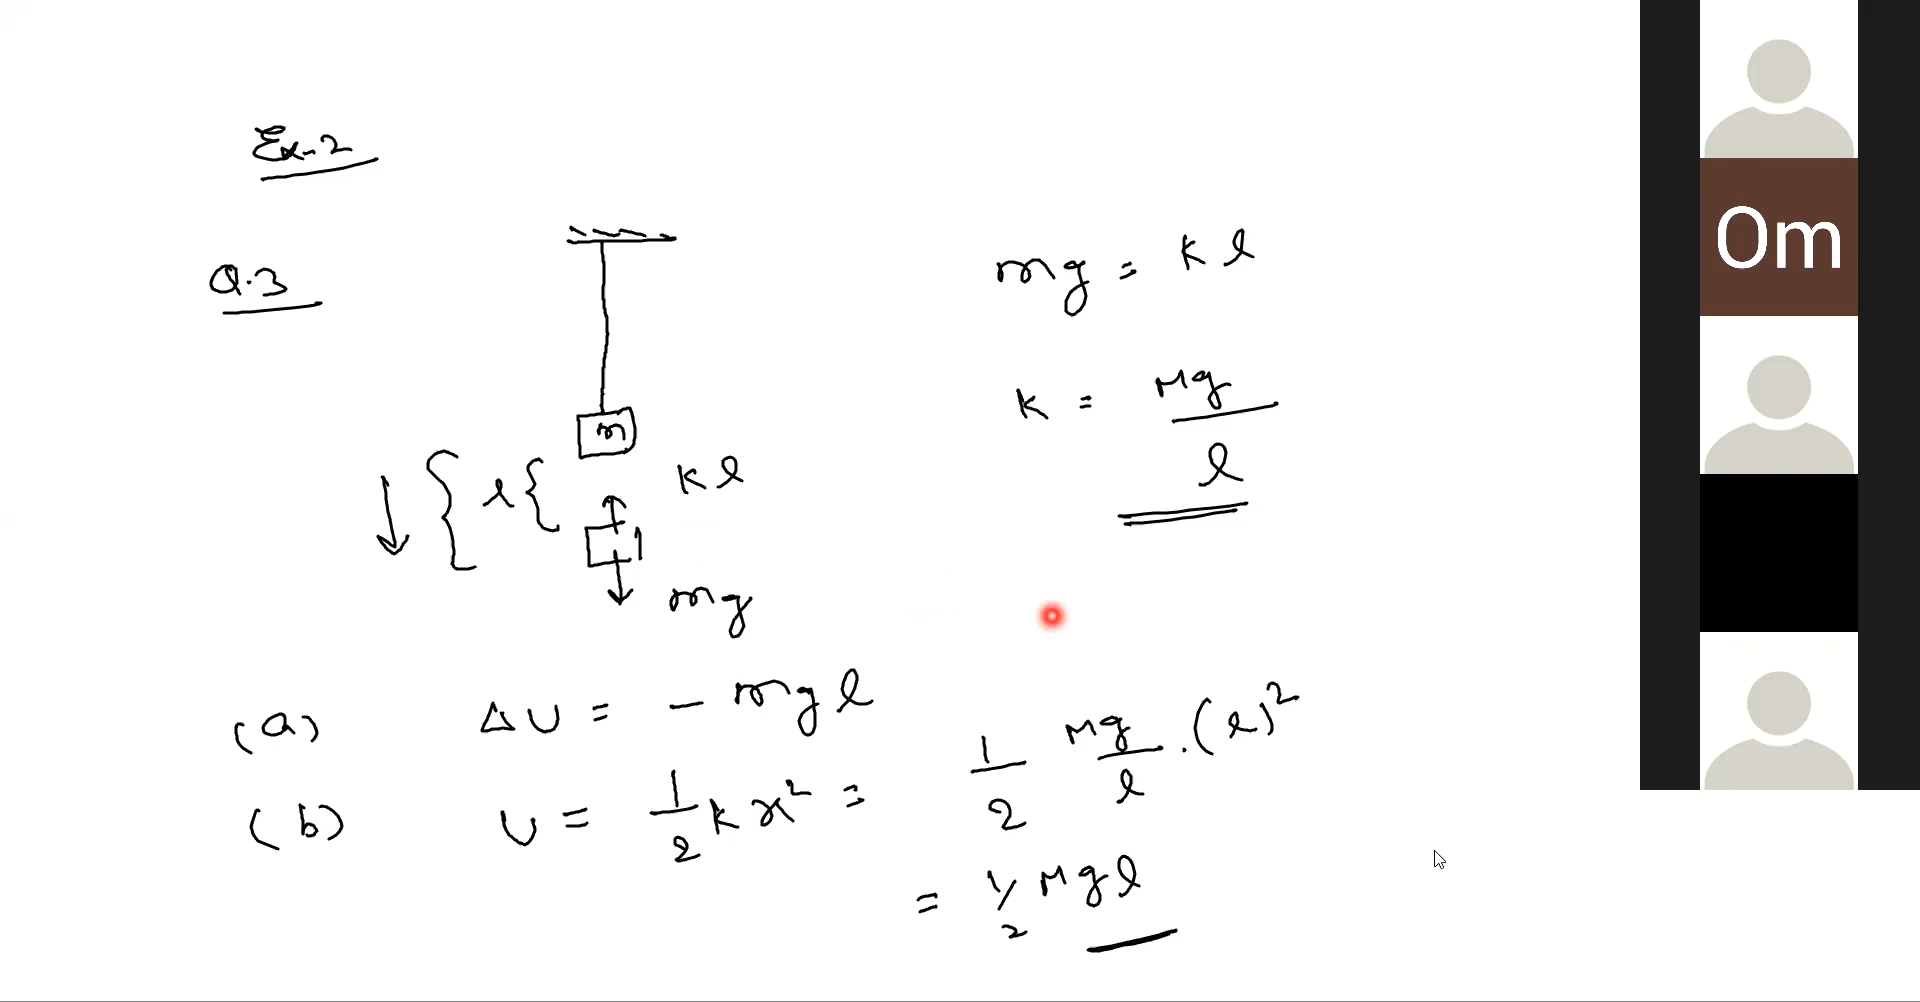 Ex-2
Q.3
m
l
kl
mg
mg = kl
k = Mg / l
(a) ΔU = - mgl
(b) U = 1/2 kx² = 1/2 Mg/l . (l)²
= 1/2 Mgl
Om